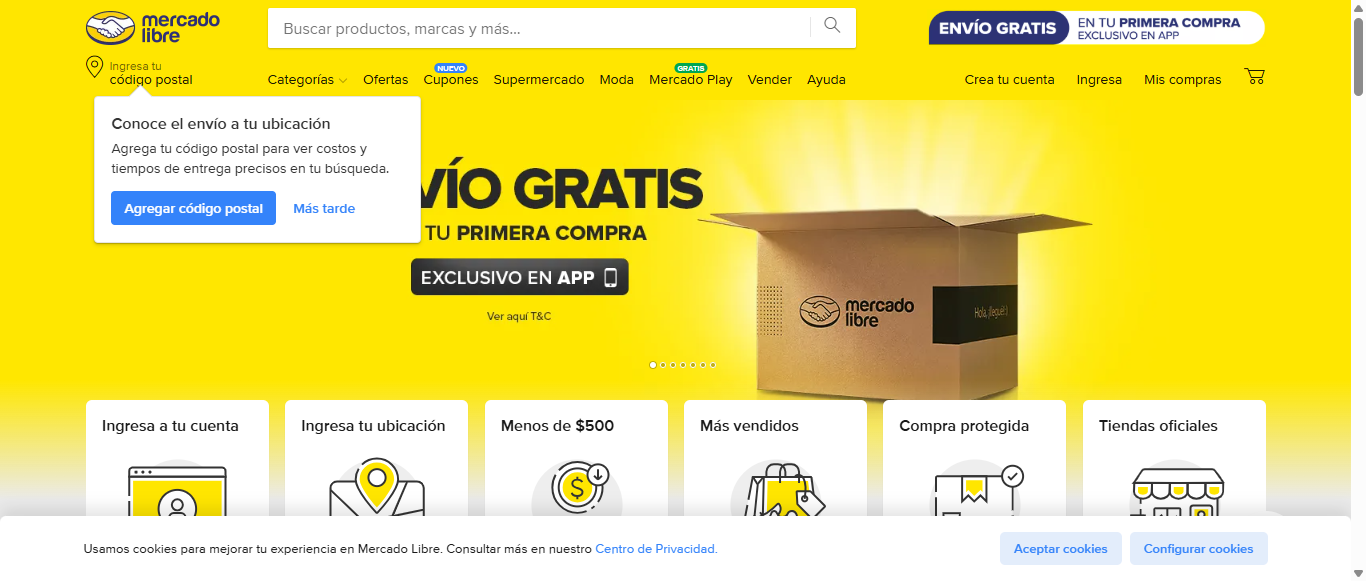 mercado
libre
Buscar productos, marcas y más...
ENVÍO GRATIS EN TU PRIMERA COMPRA
EXCLUSIVO EN APP
Ingresa tu
código postal
NUEVO
GRATIS
Categorías Ofertas Cupones Supermercado Moda Mercado Play Vender Ayuda Crea tu cuenta Ingresa Mis compras
Conoce el envío a tu ubicación
Agrega tu código postal para ver costos y
tiempos de entrega precisos en tu búsqueda.
Agregar código postal Más tarde
VÍO GRATIS
TU PRIMERA COMPRA
EXCLUSIVO EN APP
Ver aquí T&C
mercado
libre
Hola, ¡llegué! :)
Ingresa a tu cuenta
Ingresa tu ubicación
Menos de $500
Más vendidos
Compra protegida
Tiendas oficiales
Usamos cookies para mejorar tu experiencia en Mercado Libre. Consultar más en nuestro Centro de Privacidad.
Aceptar cookies Configurar cookies